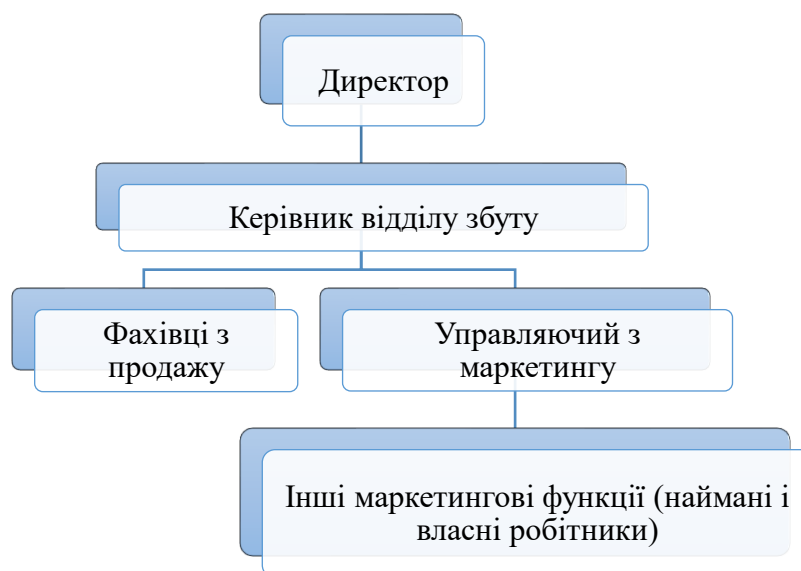 Директор
Керівник відділу збуту
Фахівці з
продажу
Управляючий з
маркетингу
Інші маркетингові функції (наймані і
власні робітники)